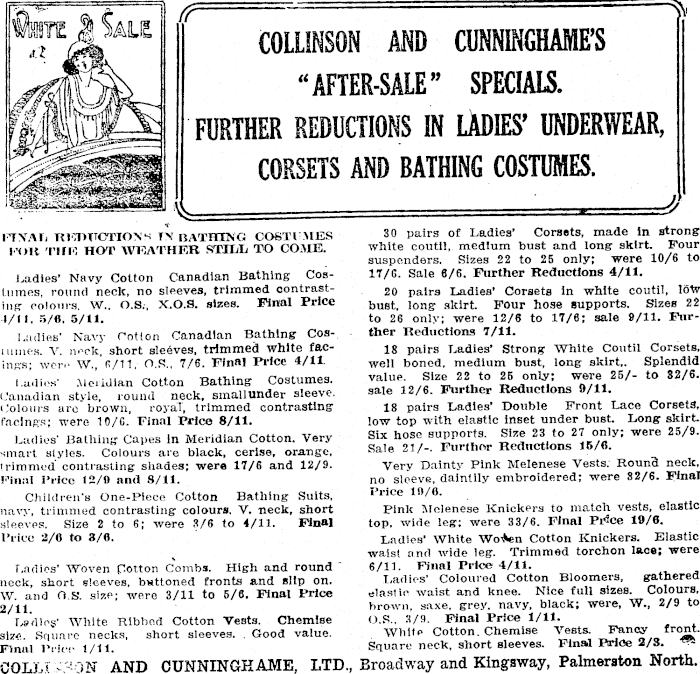 WHITE SALE
at
COLLINSON AND CUNNINGHAME'S
"AFTER-SALE" SPECIALS.
FURTHER REDUCTIONS IN LADIES' UNDERWEAR,
CORSETS AND BATHING COSTUMES.
FINAL REDUCTIONS IN BATHING COSTUMES
FOR THE HOT WEATHER STILL TO COME.
Ladies' Navy Cotton Canadian Bathing Cos-
tumes, round neck, no sleeves, trimmed contrast-
ing colours, W., O.S., X.O.S. sizes. Final Price
4/11, 5/6, 5/11.
Ladies' Navy Cotton Canadian Bathing Cos-
tumes. V. neck, short sleeves, trimmed white fac-
ings; were W., 6/11, O.S., 7/6. Final Price 4/11.
Ladies' Meridian Cotton Bathing Costumes.
Canadian style, round neck, smallunder sleeve.
Colours are brown, royal, trimmed contrasting
facings; were 10/6. Final Price 8/11.
Ladies' Bathing Capes in Meridian Cotton. Very
smart styles. Colours are black, cerise, orange,
trimmed contrasting shades; were 17/6 and 12/9.
Final Price 12/9 and 8/11.
Children's One-Piece Cotton Bathing Suits,
navy, trimmed contrasting colours. V. neck, short
sleeves. Size 2 to 6; were 3/6 to 4/11. Final
Price 2/6 to 3/6.
Ladies' Woven Cotton Combs. High and round
neck, short sleeves, buttoned fronts and slip on.
W. and O.S. size; were 3/11 to 5/6. Final Price
2/11.
Ladies' White Ribbed Cotton Vests. Chemise
size. Square necks, short sleeves. Good value.
Final Price 1/11.
30 pairs of Ladies' Corsets, made in strong
white coutil, medium bust and long skirt. Four
suspenders. Sizes 22 to 25 only; were 10/6 to
17/6. Sale 6/6. Further Reductions 4/11.
20 pairs Ladies' Corsets in white coutil, low
bust, long skirt. Four hose supports. Sizes 22
to 26 only; were 12/6 to 17/6; sale 9/11. Fur-
ther Reductions 7/11.
18 pairs Ladies' Strong White Coutil Corsets,
well boned, medium bust, long skirt,. Splendid
value. Size 22 to 25 only; were 25/- to 32/6.
sale 12/6. Further Reductions 9/11.
18 pairs Ladies' Double Front Lace Corsets,
low top with elastic inset under bust. Long skirt.
Six hose supports. Size 23 to 27 only; were 25/9.
Sale 21/-. Further Reductions 15/6.
Very Dainty Pink Melenese Vests. Round neck,
no sleeve, daintily embroidered; were 32/6. Final
Price 19/6.
Pink Melenese Knickers to match vests, elastic
top, wide leg; were 33/6. Final Price 19/6.
Ladies' White Woven Cotton Knickers. Elastic
waist and wide leg. Trimmed torchon lace; were
6/11. Final Price 4/11.
Ladies' Coloured Cotton Bloomers, gathered
elastic waist and knee. Nice full sizes. Colours,
brown, saxe, grey, navy, black; were, W., 2/9 to
O.S., 3/9. Final Price 1/11.
White Cotton Chemise Vests. Fancy front.
Square neck, short sleeves. Final Price 2/3.
COLLINSON AND CUNNINGHAME, LTD., Broadway and Kingsway, Palmerston North.